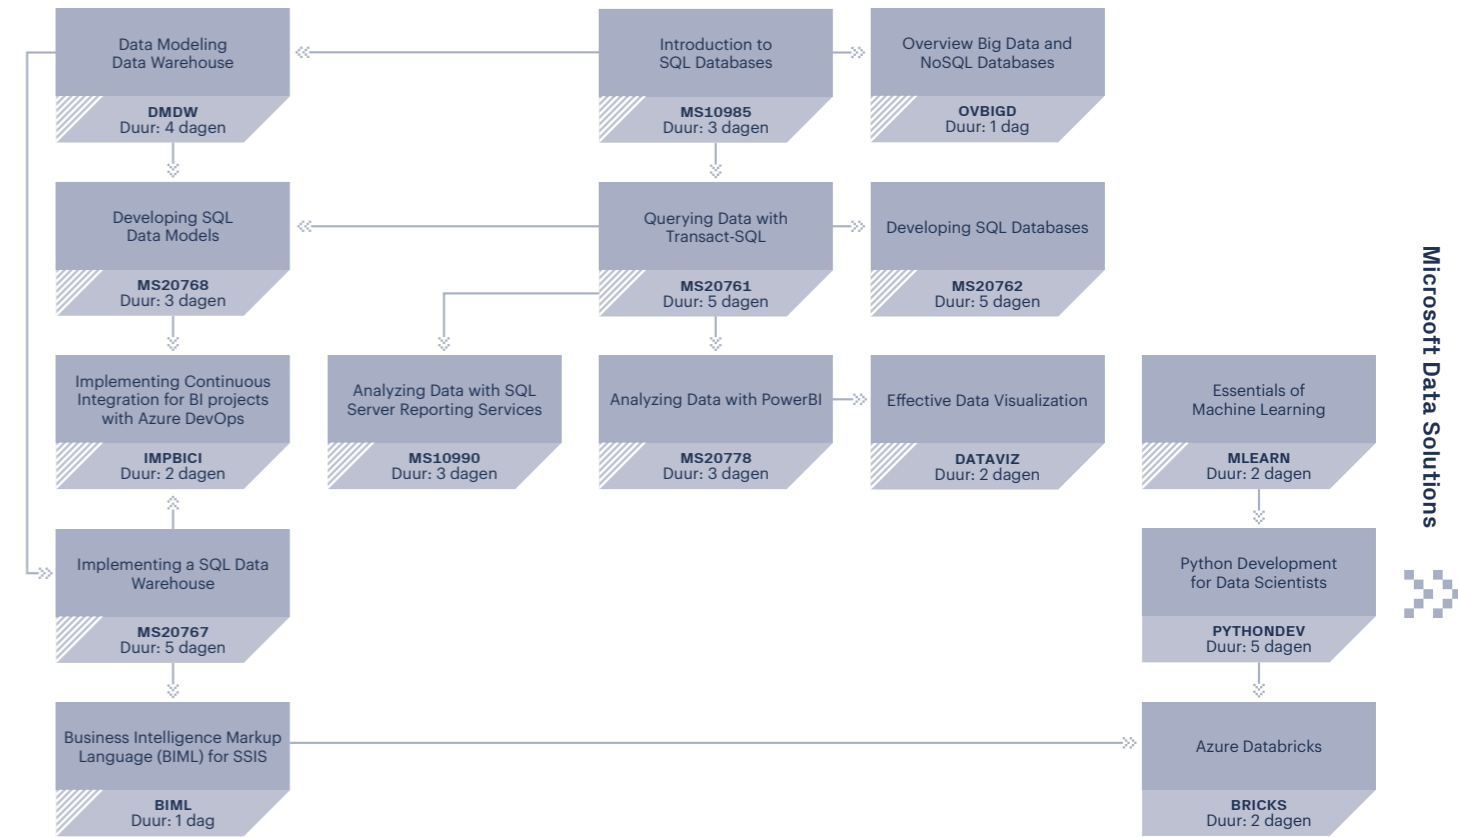 Data Modeling
Data Warehouse
DMDW
Duur: 4 dagen
Introduction to
SQL Databases
MS10985
Duur: 3 dagen
Overview Big Data and
NoSQL Databases
OVBIGD
Duur: 1 dag
Developing SQL
Data Models
MS20768
Duur: 3 dagen
Querying Data with
Transact-SQL
MS20761
Duur: 5 dagen
Developing SQL Databases
MS20762
Duur: 5 dagen
Implementing Continuous
Integration for BI projects
with Azure DevOps
IMPBICI
Duur: 2 dagen
Analyzing Data with SQL
Server Reporting Services
MS10990
Duur: 3 dagen
Analyzing Data with PowerBI
MS20778
Duur: 3 dagen
Effective Data Visualization
DATAVIZ
Duur: 2 dagen
Essentials of
Machine Learning
MLEARN
Duur: 2 dagen
Implementing a SQL Data
Warehouse
MS20767
Duur: 5 dagen
Python Development
for Data Scientists
PYTHONDEV
Duur: 5 dagen
Business Intelligence Markup
Language (BIML) for SSIS
BIML
Duur: 1 dag
Azure Databricks
BRICKS
Duur: 2 dagen
Microsoft Data Solutions